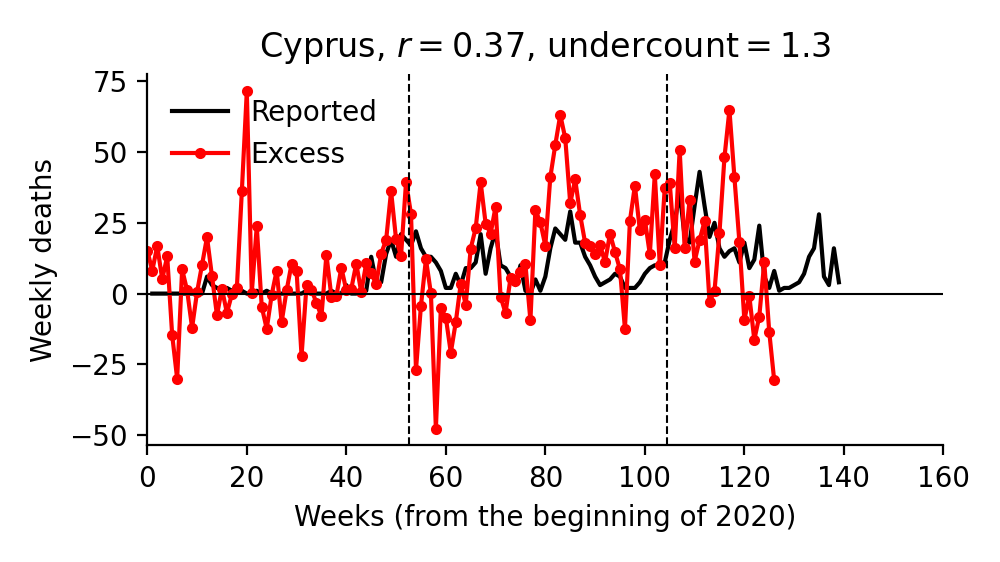 Cyprus, r = 0.37, undercount = 1.3
75
50
25
0
−25
−50
Weekly deaths
Reported
Excess
0 20 40 60 80 100 120 140 160
Weeks (from the beginning of 2020)